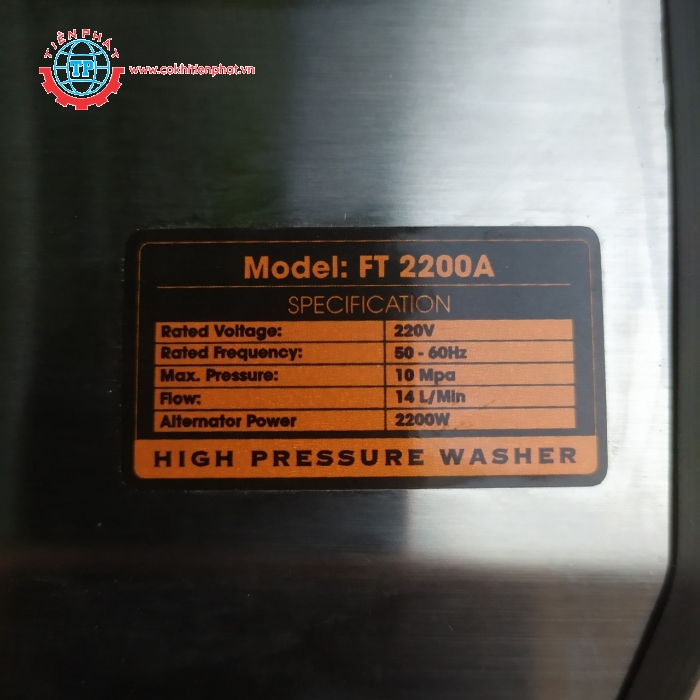 TIẾN PHÁT
TP
www.cokhitienphat.vn
Model: FT 2200A
SPECIFICATION
Rated Voltage: 220V
Rated Frequency: 50 - 60Hz
Max. Pressure: 10 Mpa
Flow: 14 L/Min
Alternator Power 2200W
HIGH PRESSURE WASHER